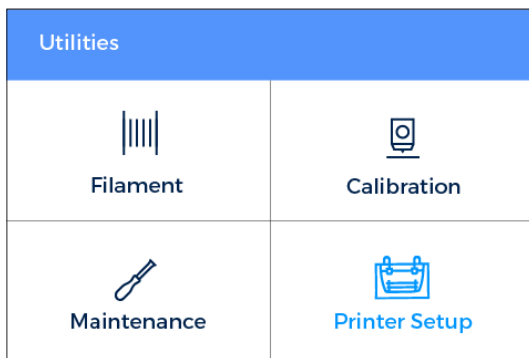 Utilities
Filament
Calibration
Maintenance
Printer Setup